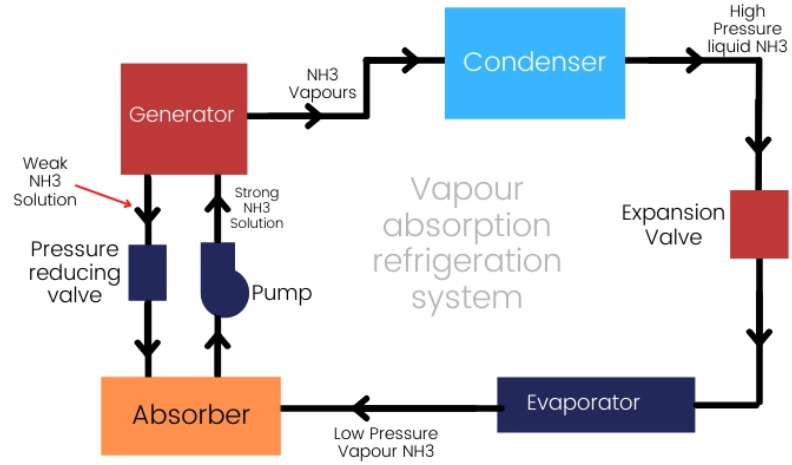 High
Pressure
liquid NH3
Condenser
NH3
Vapours
Generator
Weak
NH3
Solution
Strong
NH3
Solution
Vapour
absorption
refrigeration
system
Expansion
Valve
Pressure
reducing
valve
Pump
Absorber
Evaporator
Low Pressure
Vapour NH3